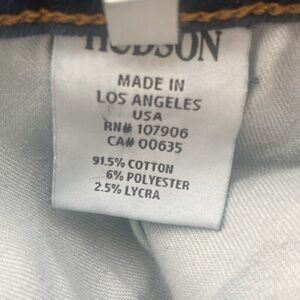 HUDSON
MADE IN
LOS ANGELES
USA
RN# 107906
CA# 00635
91.5% COTTON
6% POLYESTER
2.5% LYCRA